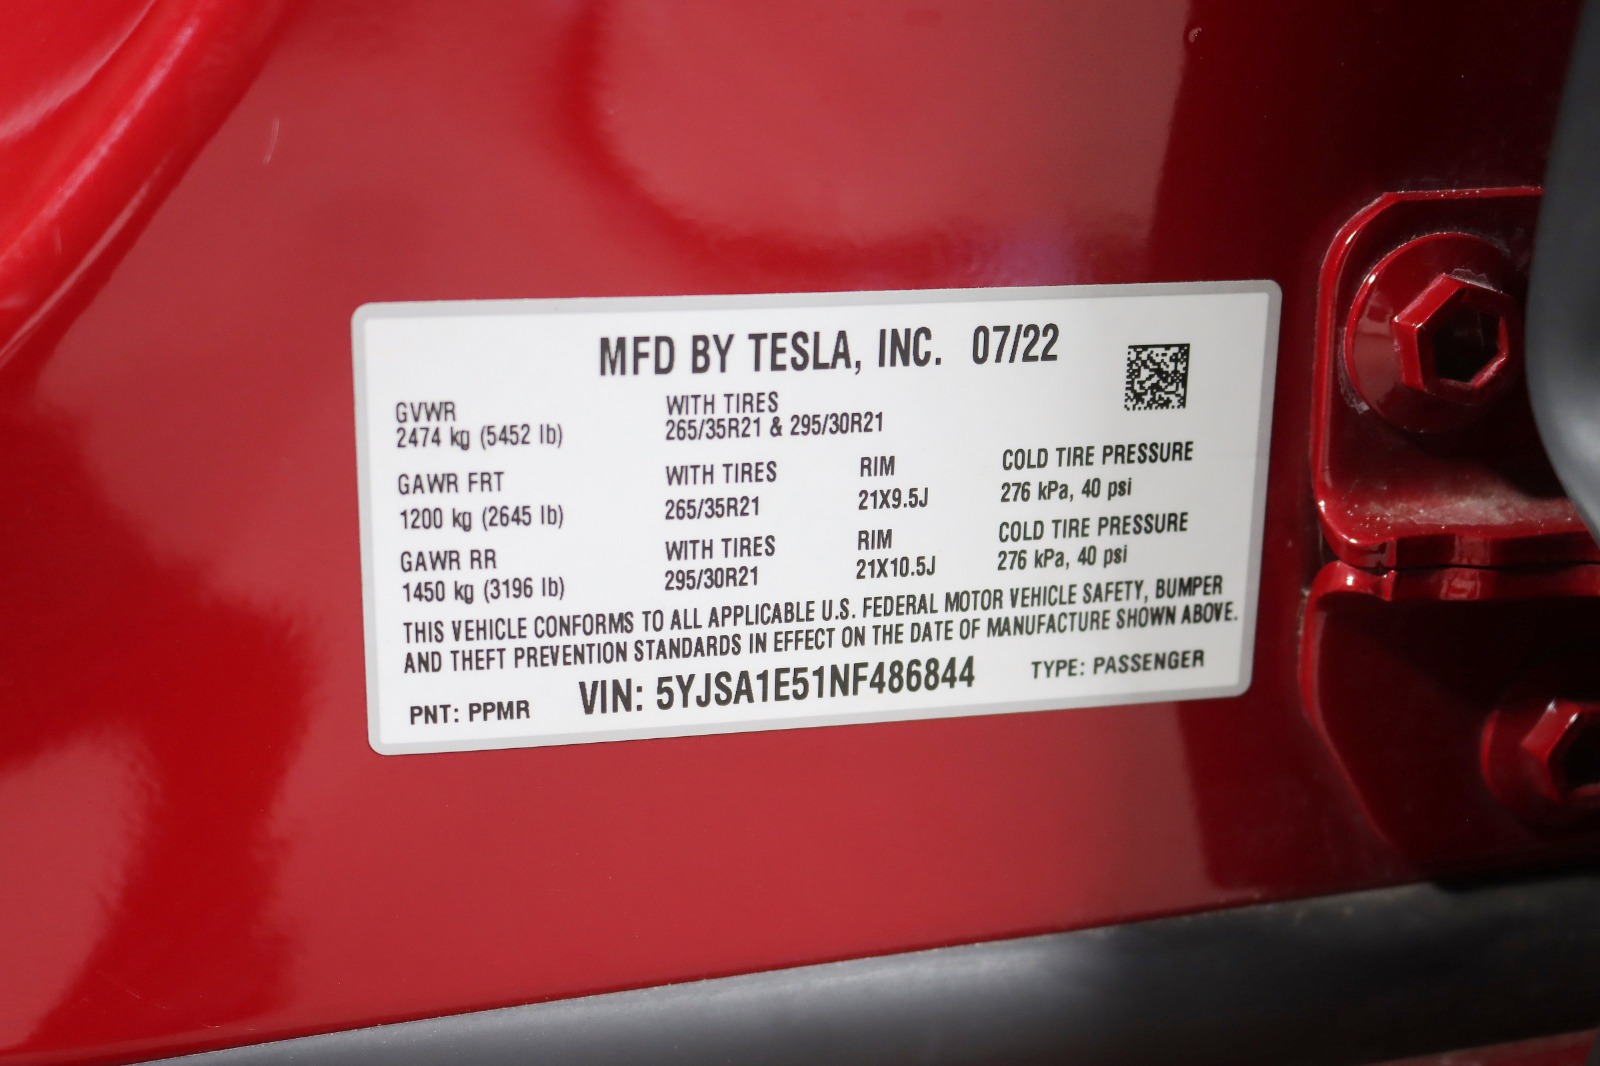 MFD BY TESLA, INC. 07/22
GVWR
2474 kg (5452 lb)
WITH TIRES
265/35R21 & 295/30R21
GAWR FRT
1200 kg (2645 lb)
WITH TIRES
265/35R21
RIM
21X9.5J
COLD TIRE PRESSURE
276 kPa, 40 psi
GAWR RR
1450 kg (3196 lb)
WITH TIRES
295/30R21
RIM
21X10.5J
COLD TIRE PRESSURE
276 kPa, 40 psi
THIS VEHICLE CONFORMS TO ALL APPLICABLE U.S. FEDERAL MOTOR VEHICLE SAFETY, BUMPER
AND THEFT PREVENTION STANDARDS IN EFFECT ON THE DATE OF MANUFACTURE SHOWN ABOVE.
PNT: PPMR
VIN: 5YJSA1E51NF486844
TYPE: PASSENGER